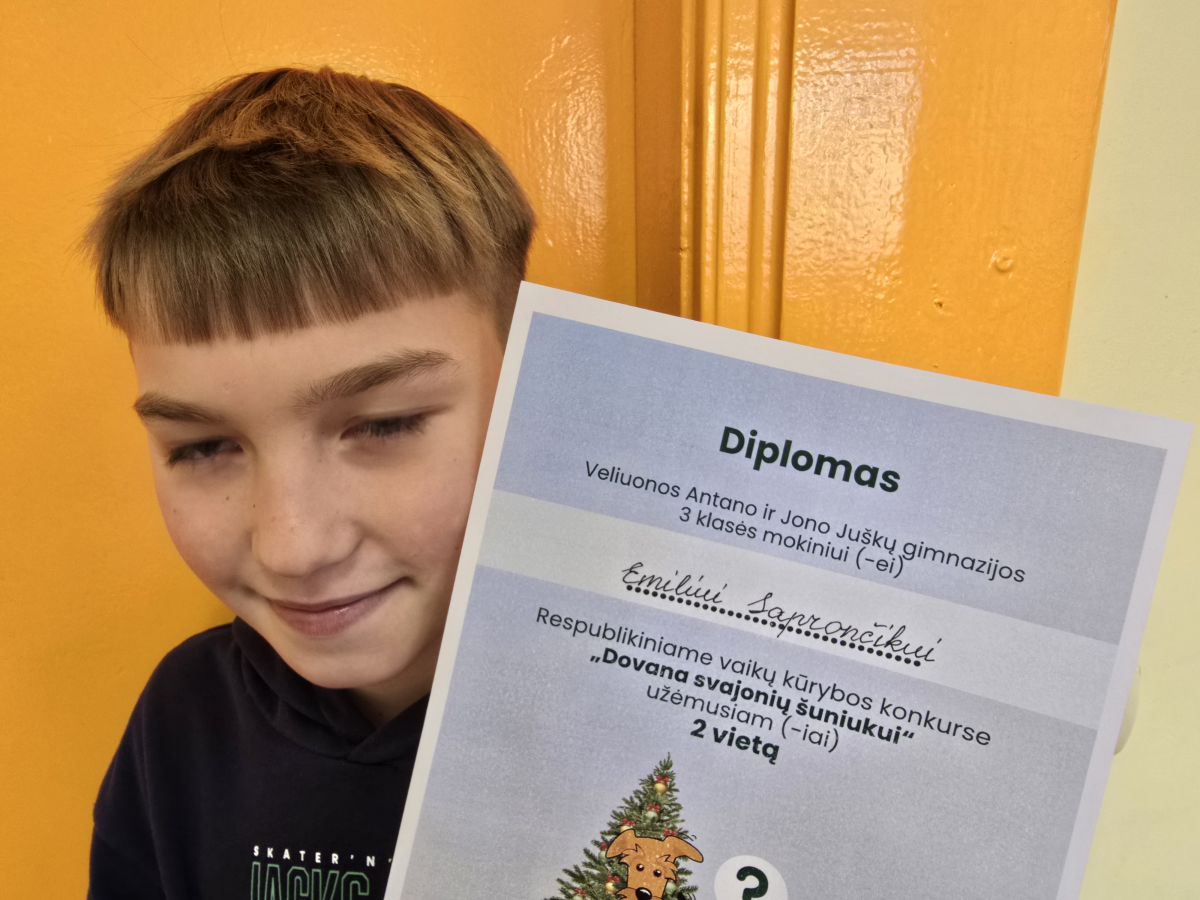 Diplomas
Veliuonos Antano ir Jono Juškų gimnazijos
3 klasės mokiniui (-ei)
Emiliui Saprončikui
Respublikiniame vaikų kūrybos konkurse
„Dovana svajonių šuniukui“
užėmusiam (-iai)
2 vietą
?
SKATER'N'
JACKS